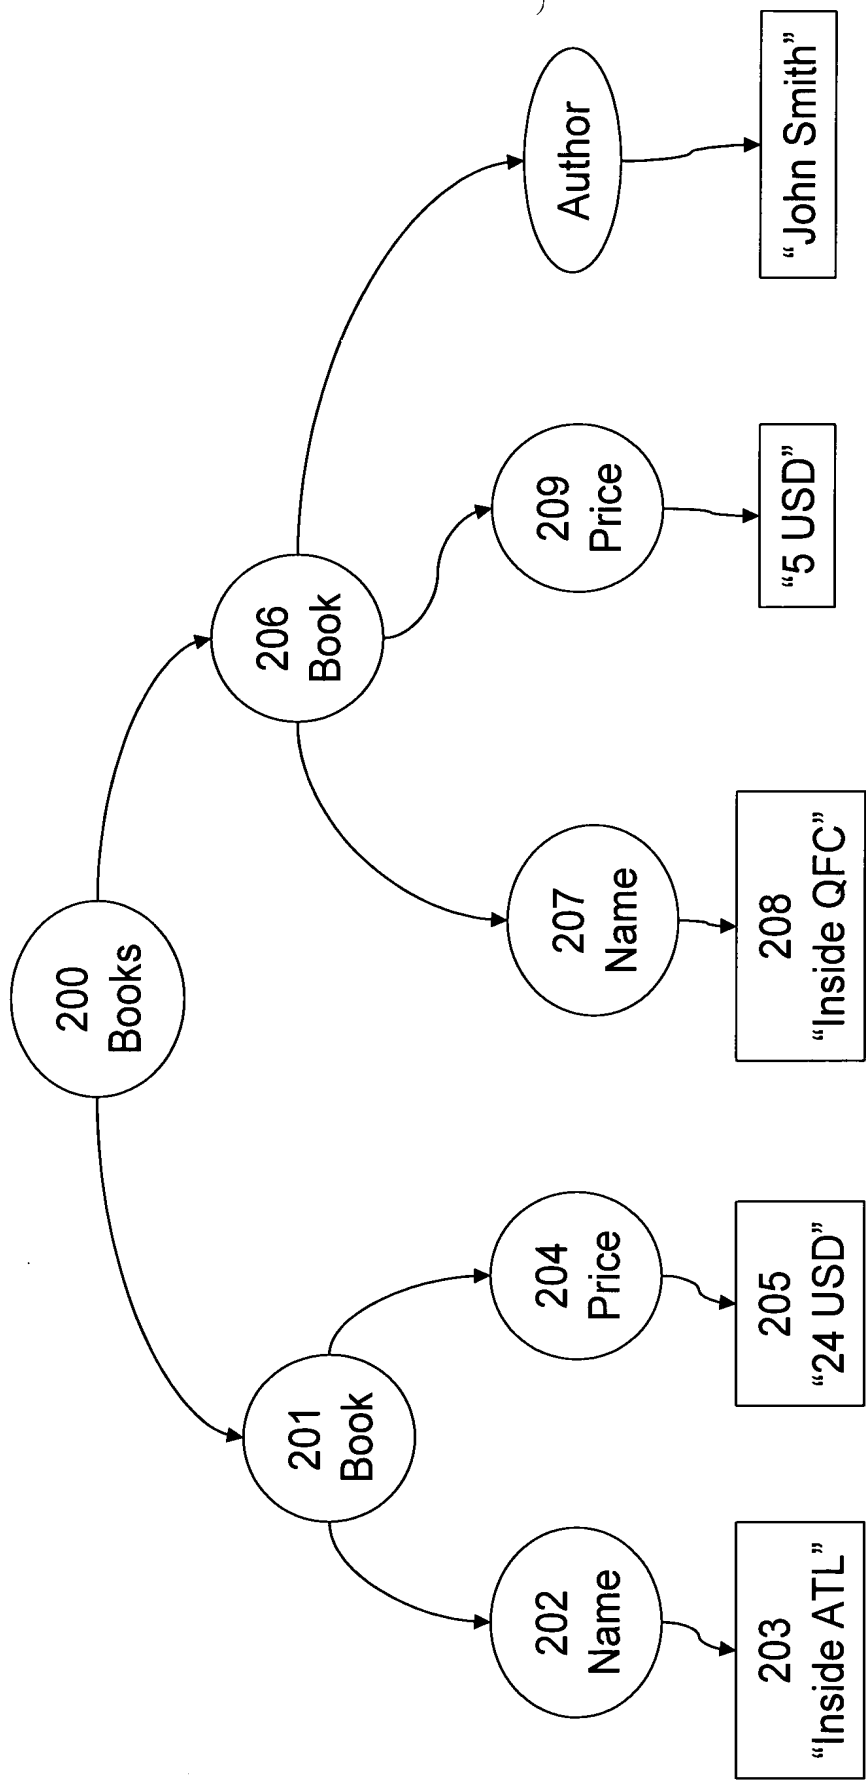 200
Books
201
Book
206
Book
202
Name
204
Price
207
Name
209
Price
Author
203
“Inside ATL”
205
“24 USD”
208
“Inside QFC”
“5 USD”
“John Smith”